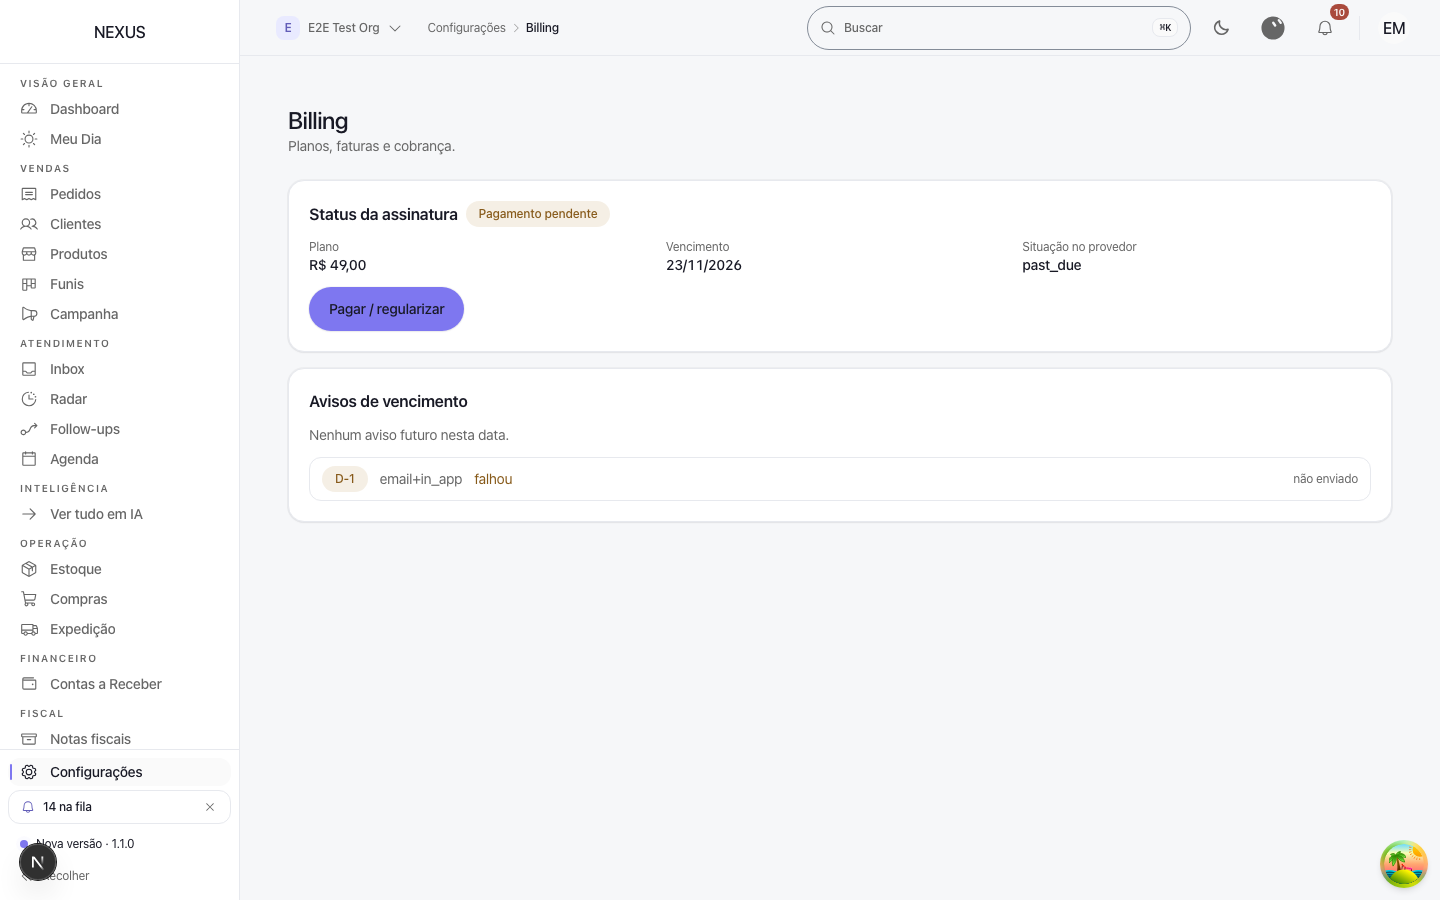 NEXUS
E
E2E Test Org
Configurações
Billing
Buscar
⌘K
10
EM
VISÃO GERAL
Dashboard
Meu Dia
VENDAS
Pedidos
Clientes
Produtos
Funis
Campanha
ATENDIMENTO
Inbox
Radar
Follow-ups
Agenda
INTELIGÊNCIA
Ver tudo em IA
OPERAÇÃO
Estoque
Compras
Expedição
FINANCEIRO
Contas a Receber
FISCAL
Notas fiscais
Configurações
14 na fila
Nova versão · 1.1.0
N
Recolher
Billing
Planos, faturas e cobrança.
Status da assinatura
Pagamento pendente
Plano
R$ 49,00
Vencimento
23/11/2026
Situação no provedor
past_due
Pagar / regularizar
Avisos de vencimento
Nenhum aviso futuro nesta data.
D-1 email+in_app falhou
não enviado